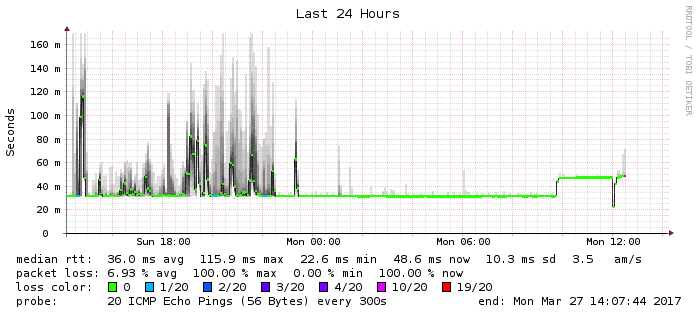 Last 24 Hours
RRDTOOL / TOBI OETIKER
Seconds
160 m
140 m
120 m
100 m
80 m
60 m
40 m
20 m
0
Sun 18:00 Mon 00:00 Mon 06:00 Mon 12:00
median rtt: 36.0 ms avg 115.9 ms max 22.6 ms min 48.6 ms now 10.3 ms sd 3.5 am/s
packet loss: 6.93 % avg 100.00 % max 0.00 % min 100.00 % now
loss color: 0 1/20 2/20 3/20 4/20 10/20 19/20
probe: 20 ICMP Echo Pings (56 Bytes) every 300s end: Mon Mar 27 14:07:44 2017